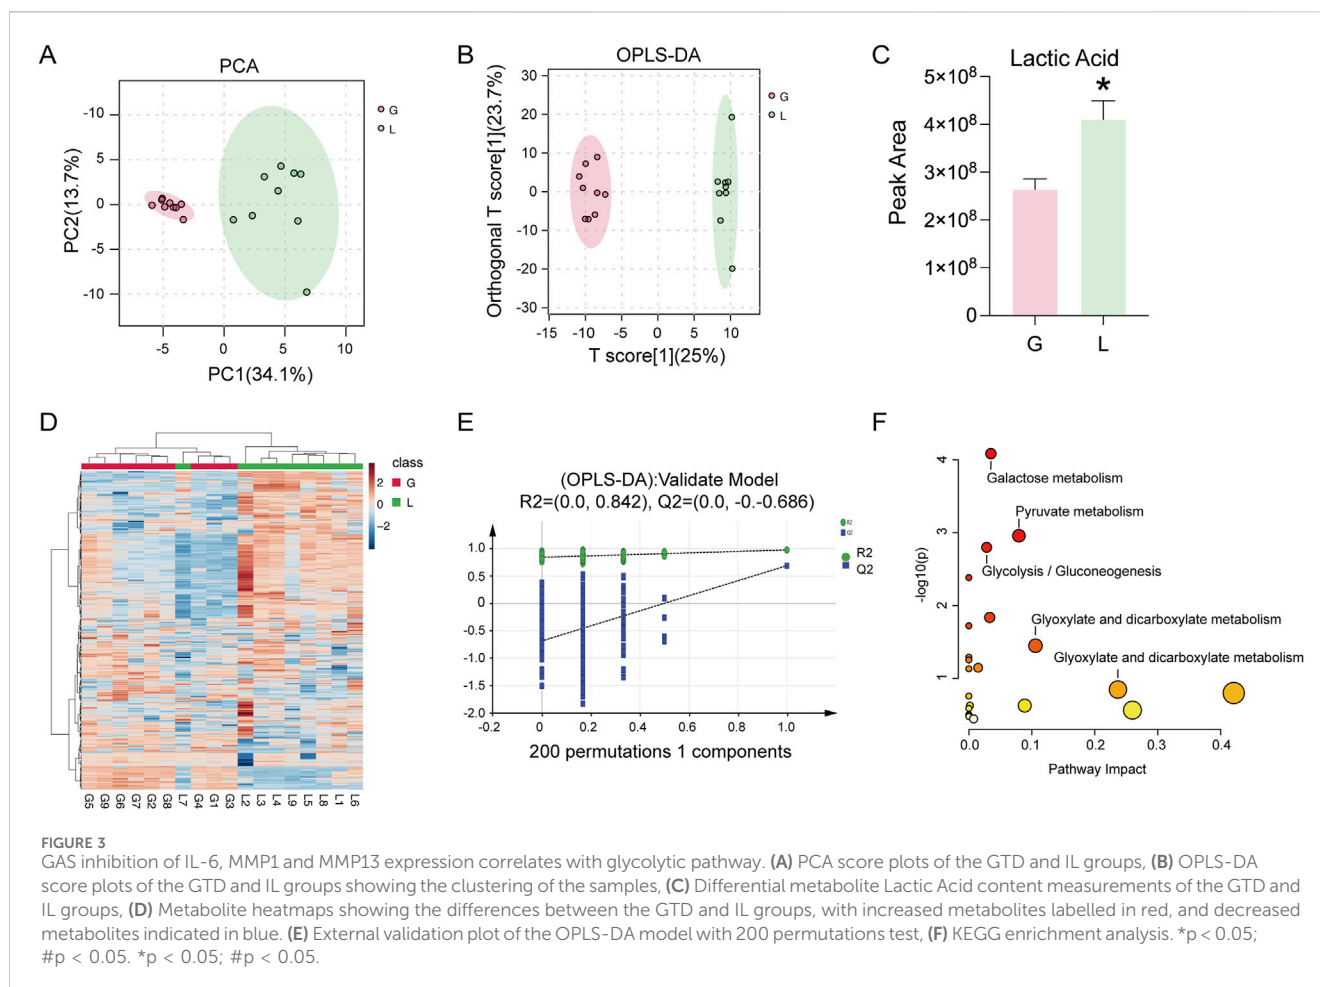 A
PCA
PC2(13.7%)
-10
5
0
-5
-10
-5
0
5
10
PC1(34.1%)
G
L
B
OPLS-DA
Orthogonal T score[1](23.7%)
30
20
10
0
-10
-20
-30
-15
-10
-5
0
5
10
T score[1](25%)
G
L
C
Lactic Acid
Peak Area
5×10⁸
4×10⁸
3×10⁸
2×10⁸
1×10⁸
0
*
G
L
D
class
G
L
2
0
−2
G5 G9 G6 G7 G2 G8 L7 G4 G1 G3 L2 L3 L4 L9 L5 L8 L1 L6
E
(OPLS-DA):Validate Model
R2=(0.0, 0.842), Q2=(0.0, -0.-0.686)
1.0
0.5
0
-0.5
-1.0
-1.5
-2.0
-0.2
0
0.2
0.4
0.6
0.8
1.0
200 permutations 1 components
R2
Q2
R2
Q2
F
-log10(p)
4
3
2
1
Galactose metabolism
Pyruvate metabolism
Glycolysis / Gluconeogenesis
Glyoxylate and dicarboxylate metabolism
Glyoxylate and dicarboxylate metabolism
0.0
0.1
0.2
0.3
0.4
Pathway Impact
FIGURE 3
GAS inhibition of IL-6, MMP1 and MMP13 expression correlates with glycolytic pathway. (A) PCA score plots of the GTD and IL groups, (B) OPLS-DA
score plots of the GTD and IL groups showing the clustering of the samples, (C) Differential metabolite Lactic Acid content measurements of the GTD and
IL groups, (D) Metabolite heatmaps showing the differences between the GTD and IL groups, with increased metabolites labelled in red, and decreased
metabolites indicated in blue. (E) External validation plot of the OPLS-DA model with 200 permutations test, (F) KEGG enrichment analysis. *p < 0.05;
#p < 0.05. *p < 0.05; #p < 0.05.